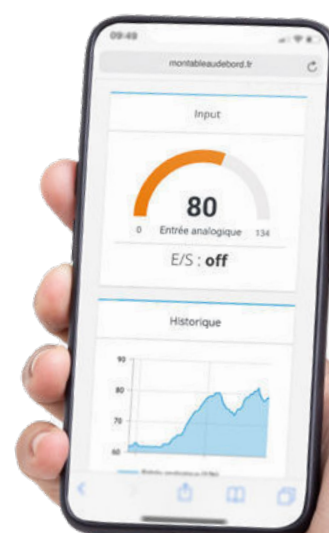 09:49
montableaudebord.fr
Input
80
0 Entrée analogique 134
E/S : off
Historique
90
80
70
60